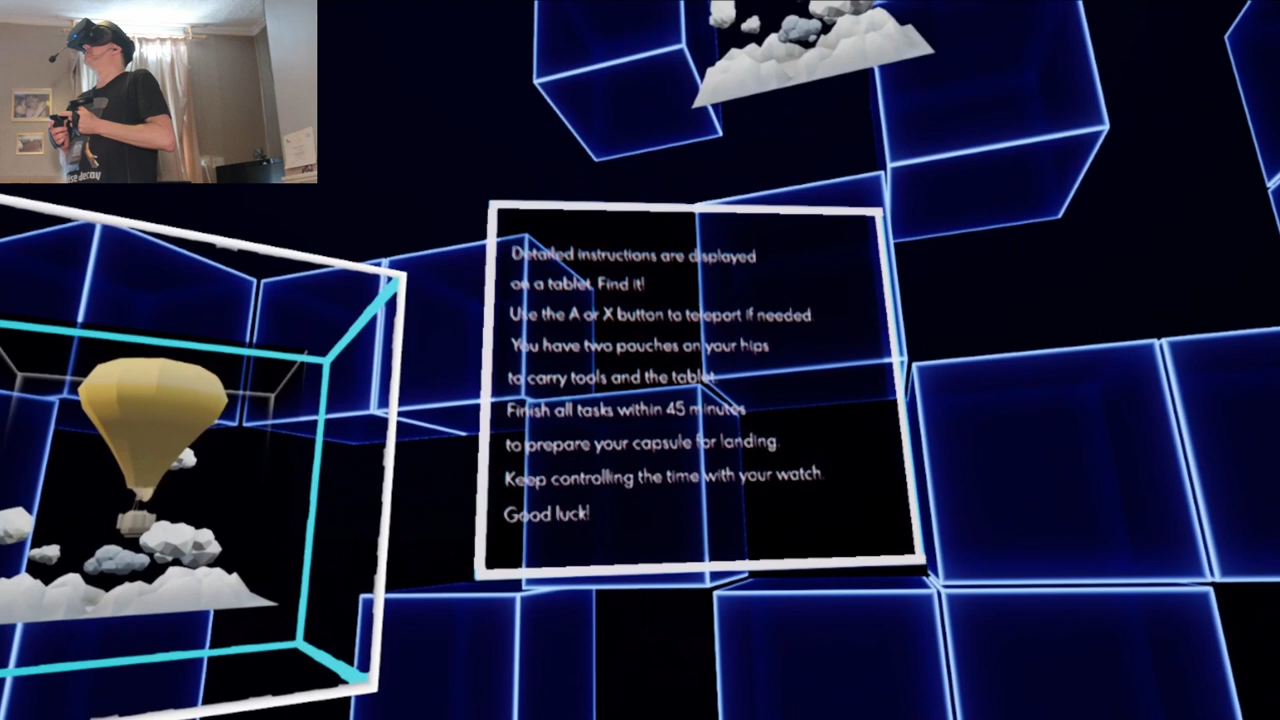 Detailed instructions are displayed
on a tablet. Find it!
Use the A or X button to teleport if needed.
You have two pouches on your hips
to carry tools and the tablet.
Finish all tasks within 45 minutes
to prepare your capsule for landing.
Keep controlling the time with your watch.
Good luck!
decay